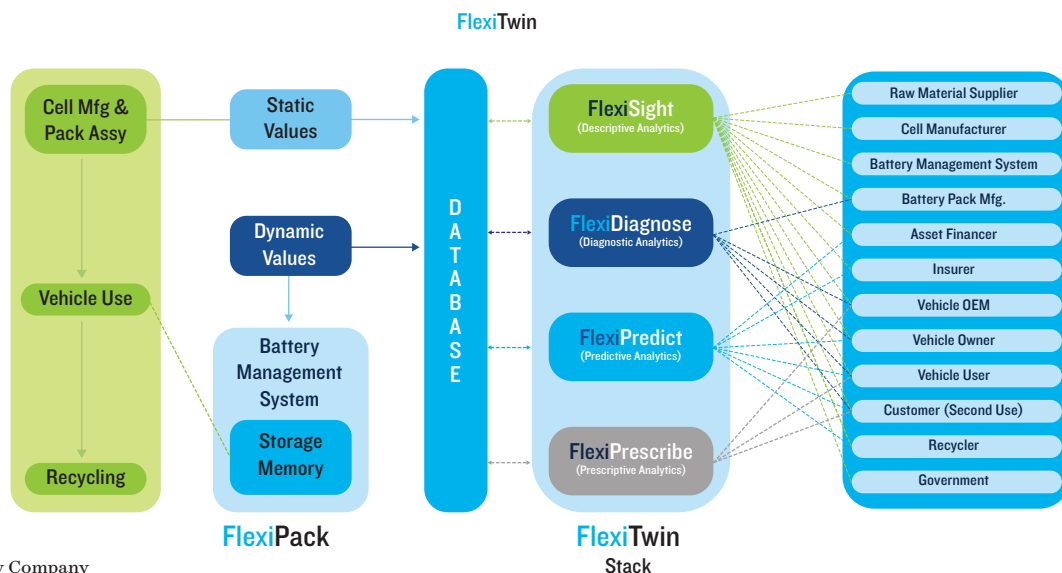 FlexiTwin
Cell Mfg &
Pack Assy
Vehicle Use
Recycling
Static
Values
Dynamic
Values
Battery
Management
System
Storage
Memory
FlexiPack
DATABASE
FlexiSight
(Descriptive Analytics)
FlexiDiagnose
(Diagnostic Analytics)
FlexiPredict
(Predictive Analytics)
FlexiPrescribe
(Prescriptive Analytics)
FlexiTwin
Stack
Raw Material Supplier
Cell Manufacturer
Battery Management System
Battery Pack Mfg.
Asset Financer
Insurer
Vehicle OEM
Vehicle Owner
Vehicle User
Customer (Second Use)
Recycler
Government
Company